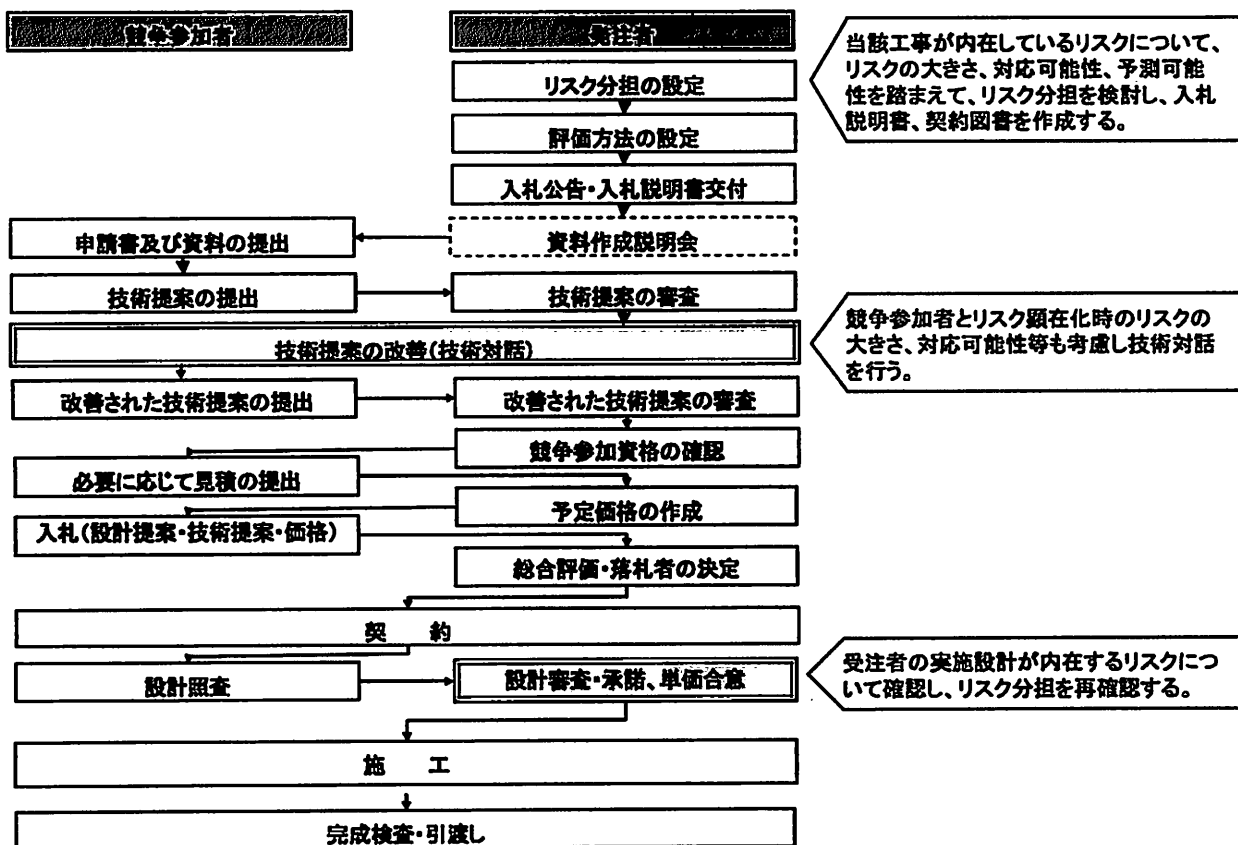 競争参加者
発注者
リスク分担の設定
評価方法の設定
入札公告・入札説明書交付
資料作成説明会
申請書及び資料の提出
技術提案の提出
技術提案の審査
技術提案の改善(技術対話)
改善された技術提案の提出
改善された技術提案の審査
競争参加資格の確認
必要に応じて見積の提出
予定価格の作成
入札(設計提案・技術提案・価格)
総合評価・落札者の決定
契 約
設計照査
設計審査・承諾、単価合意
施 工
完成検査・引渡し
当該工事が内在しているリスクについて、
リスクの大きさ、対応可能性、予測可能
性を踏まえて、リスク分担を検討し、入札
説明書、契約図書を作成する。
競争参加者とリスク顕在化時のリスクの
大きさ、対応可能性等も考慮し技術対話
を行う。
受注者の実施設計が内在するリスクにつ
いて確認し、リスク分担を再確認する。